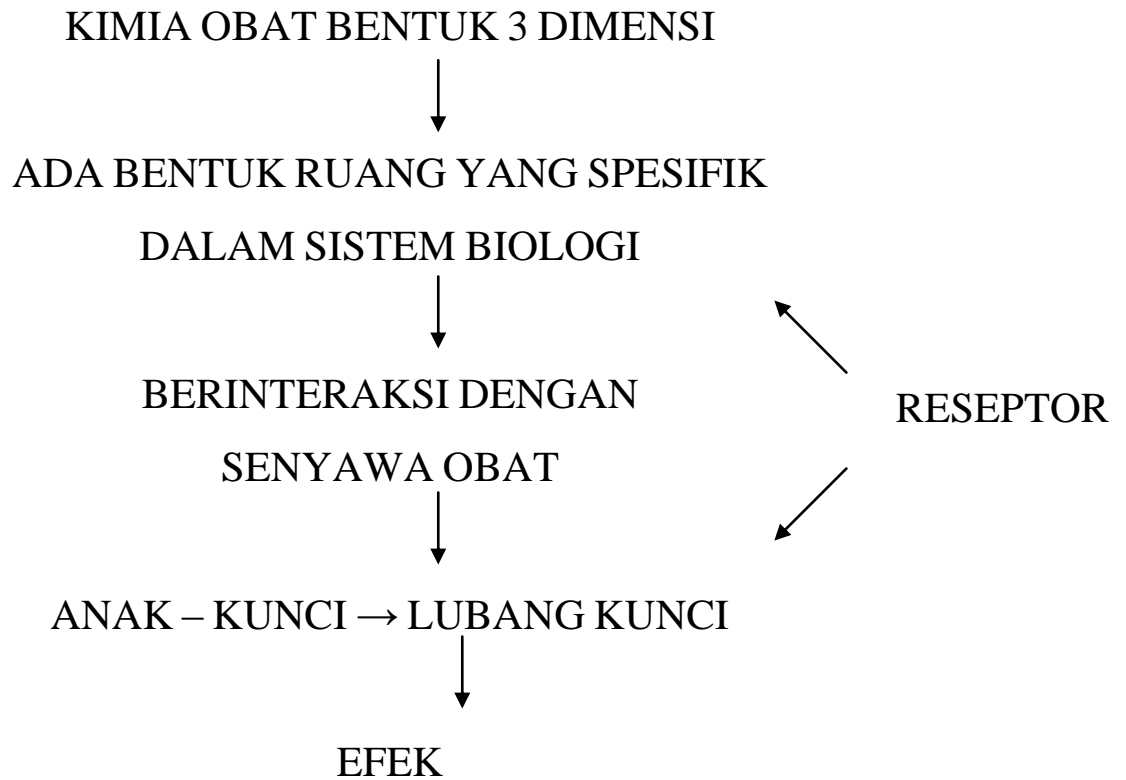 KIMIA OBAT BENTUK 3 DIMENSI
ADA BENTUK RUANG YANG SPESIFIK
DALAM SISTEM BIOLOGI
BERINTERAKSI DENGAN
SENYAWA OBAT
RESEPTOR
ANAK – KUNCI → LUBANG KUNCI
EFEK